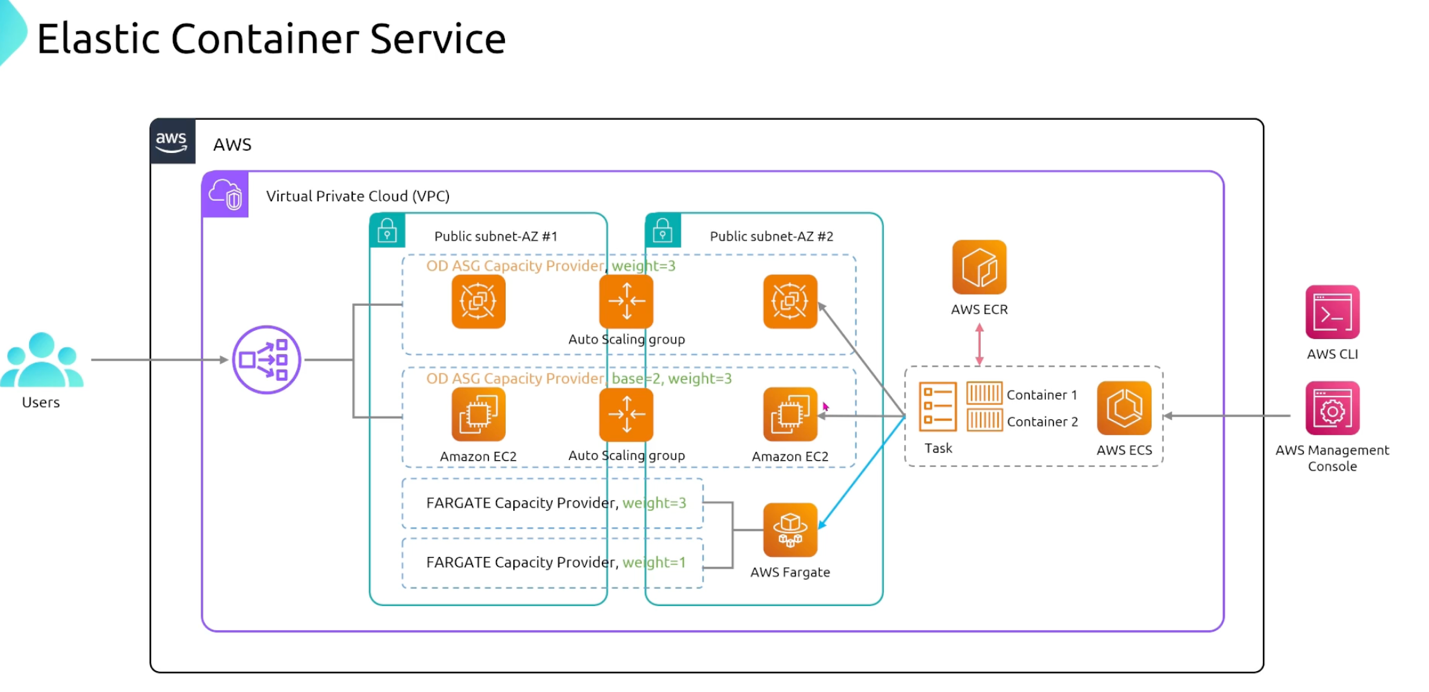 Elastic Container Service
aws
AWS
Virtual Private Cloud (VPC)
Public subnet-AZ #1
Public subnet-AZ #2
OD ASG Capacity Provider, weight=3
Auto Scaling group
OD ASG Capacity Provider, base=2, weight=3
Amazon EC2
Auto Scaling group
Amazon EC2
FARGATE Capacity Provider, weight=3
FARGATE Capacity Provider, weight=1
AWS Fargate
Users
AWS ECR
Container 1
Container 2
Task
AWS ECS
AWS CLI
AWS Management
Console